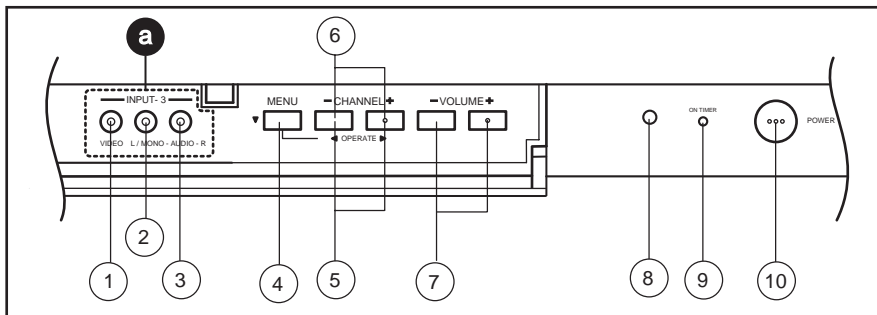 a
6
INPUT- 3
MENU
–CHANNEL+
–VOLUME+
ON TIMER
POWER
▼
VIDEO L / MONO - AUDIO - R
◀ OPERATE ▶
1
2
3
4
5
7
8
9
10